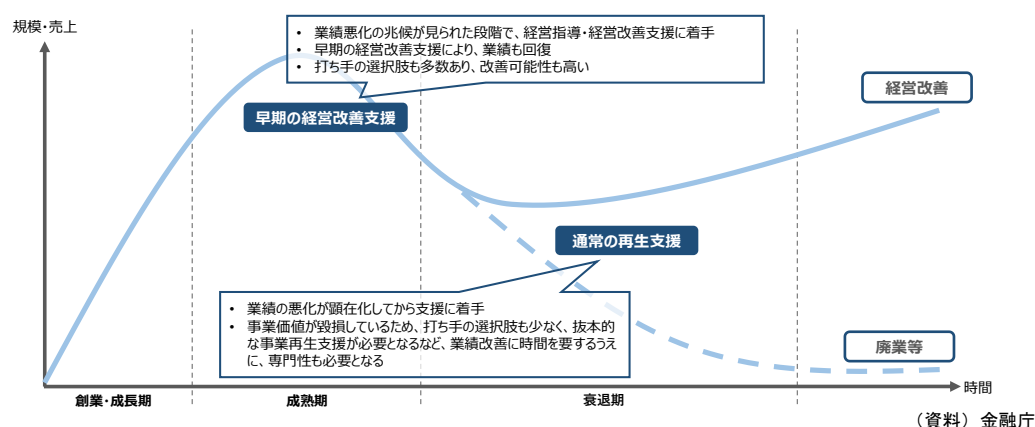 規模・売上
• 業績悪化の兆候が見られた段階で、経営指導・経営改善支援に着手
• 早期の経営改善支援により、業績も回復
• 打ち手の選択肢も多数あり、改善可能性も高い
経営改善
早期の経営改善支援
通常の再生支援
• 業績の悪化が顕在化してから支援に着手
• 事業価値が毀損しているため、打ち手の選択肢も少なく、抜本的
な事業再生支援が必要となるなど、業績改善に時間を要するうえ
に、専門性も必要となる
廃業等
時間
創業・成長期
成熟期
衰退期
(資料)金融庁